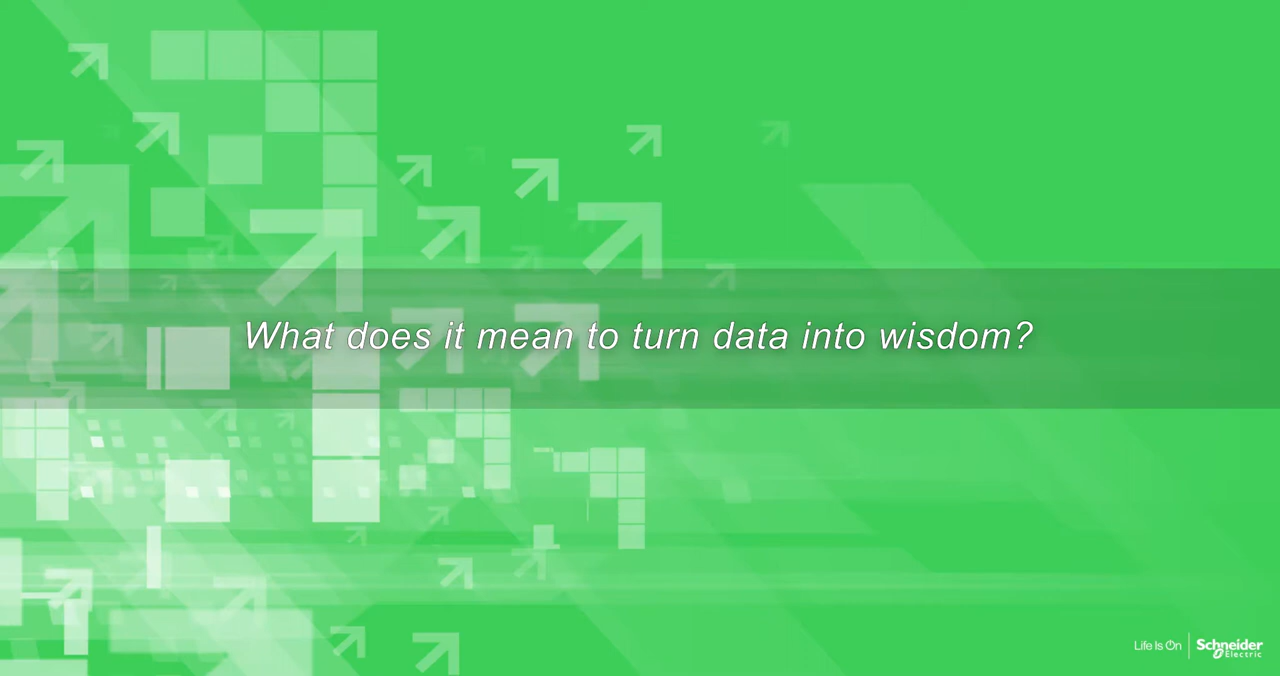 What does it mean to turn data into wisdom?
Life Is On
Schneider
Electric